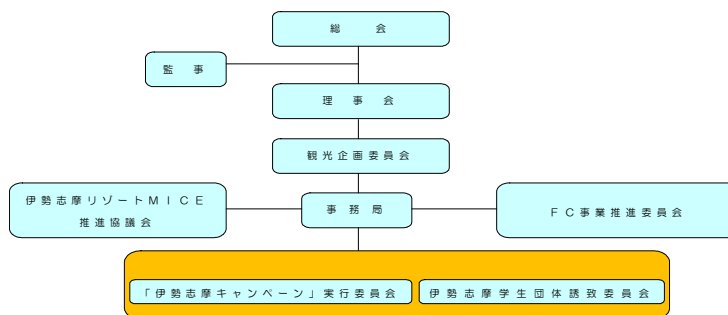 総会
監事
理事会
観光企画委員会
伊勢志摩リゾートMICE
推進協議会
事務局
FC事業推進委員会
「伊勢志摩キャンペーン」実行委員会
伊勢志摩学生団体誘致委員会